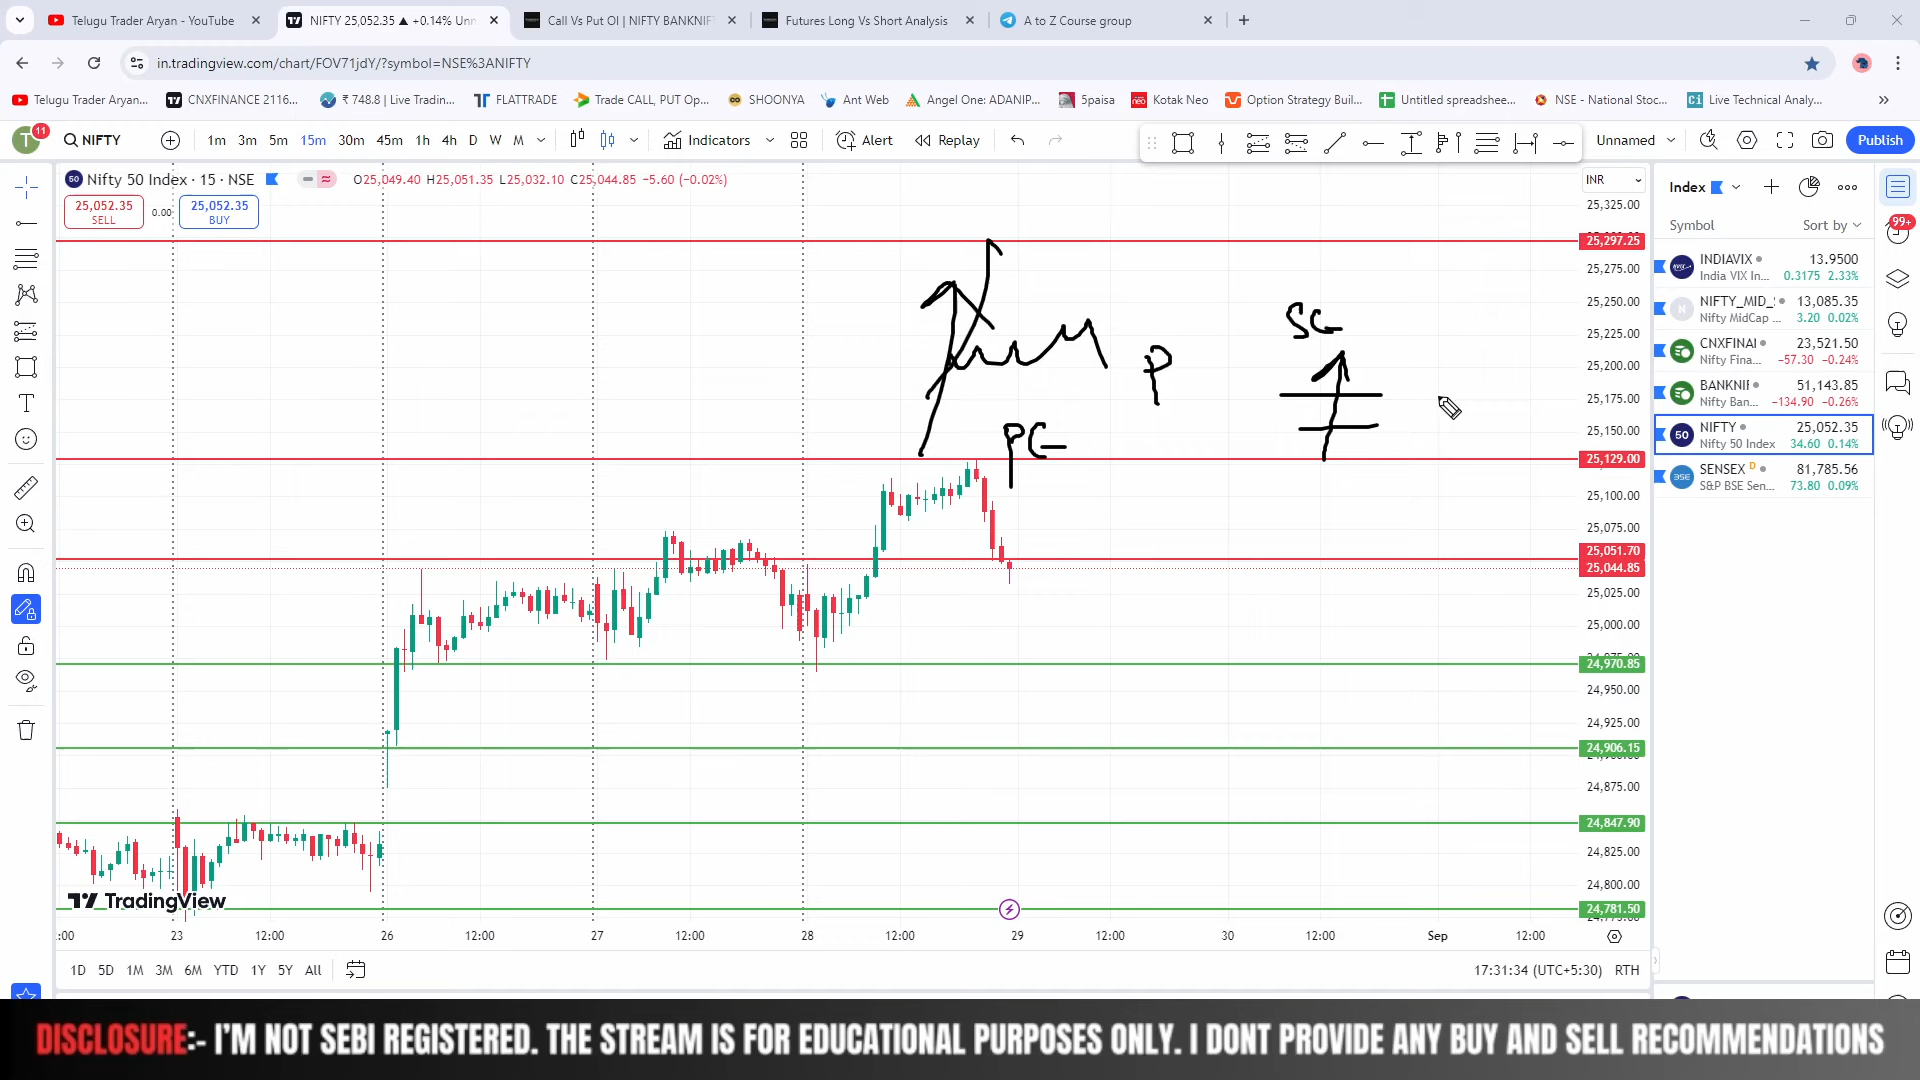 Telugu Trader Aryan - YouTube
NIFTY 25,052.35 ▲ +0.14% Unn
Call Vs Put OI | NIFTY BANKNIFT
Futures Long Vs Short Analysis
A to Z Course group
in.tradingview.com/chart/FOV71jdY/?symbol=NSE%3ANIFTY
Telugu Trader Aryan...
CNXFINANCE 2116...
₹ 748.8 | Live Tradin...
FLATTRADE
Trade CALL, PUT Op...
SHOONYA
Ant Web
Angel One: ADANIP...
5paisa
Kotak Neo
Option Strategy Buil...
Untitled spreadshee...
NSE - National Stoc...
Live Technical Analy...
T 11
NIFTY
1m 3m 5m 15m 30m 45m 1h 4h D W M
Indicators
Alert
Replay
Unnamed
Publish
Nifty 50 Index · 15 · NSE
O25,049.40 H25,051.35 L25,032.10 C25,044.85 −5.60 (−0.02%)
25,052.35
SELL
0.00
25,052.35
BUY
INR
25,325.00
25,297.25
25,275.00
25,250.00
25,225.00
25,200.00
25,175.00
25,150.00
25,129.00
25,100.00
25,075.00
25,051.70
25,044.85
25,025.00
25,000.00
24,970.85
24,950.00
24,925.00
24,906.15
24,875.00
24,847.90
24,825.00
24,800.00
24,781.50
SG
P
PG
TradingView
:00 23 12:00 26 12:00 27 12:00 28 12:00 29 12:00 30 12:00 Sep 12:00
1D 5D 1M 3M 6M YTD 1Y 5Y All
17:31:34 (UTC+5:30) RTH
Index
Symbol Sort by
99+
INDIAVIX 13.9500
India VIX In... 0.3175 2.33%
NIFTY_MID_ 13,085.35
Nifty MidCap ... 3.20 0.02%
CNXFINAI 23,521.50
Nifty Fina... −57.30 −0.24%
BANKNIF 51,143.85
Nifty Ban... −134.90 −0.26%
50 NIFTY 25,052.35
Nifty 50 Index 34.60 0.14%
BSE SENSEX D 81,785.56
S&P BSE Sen... 73.80 0.09%
DISCLOSURE:- I'M NOT SEBI REGISTERED. THE STREAM IS FOR EDUCATIONAL PURPOSES ONLY. I DONT PROVIDE ANY BUY AND SELL RECOMMENDATIONS